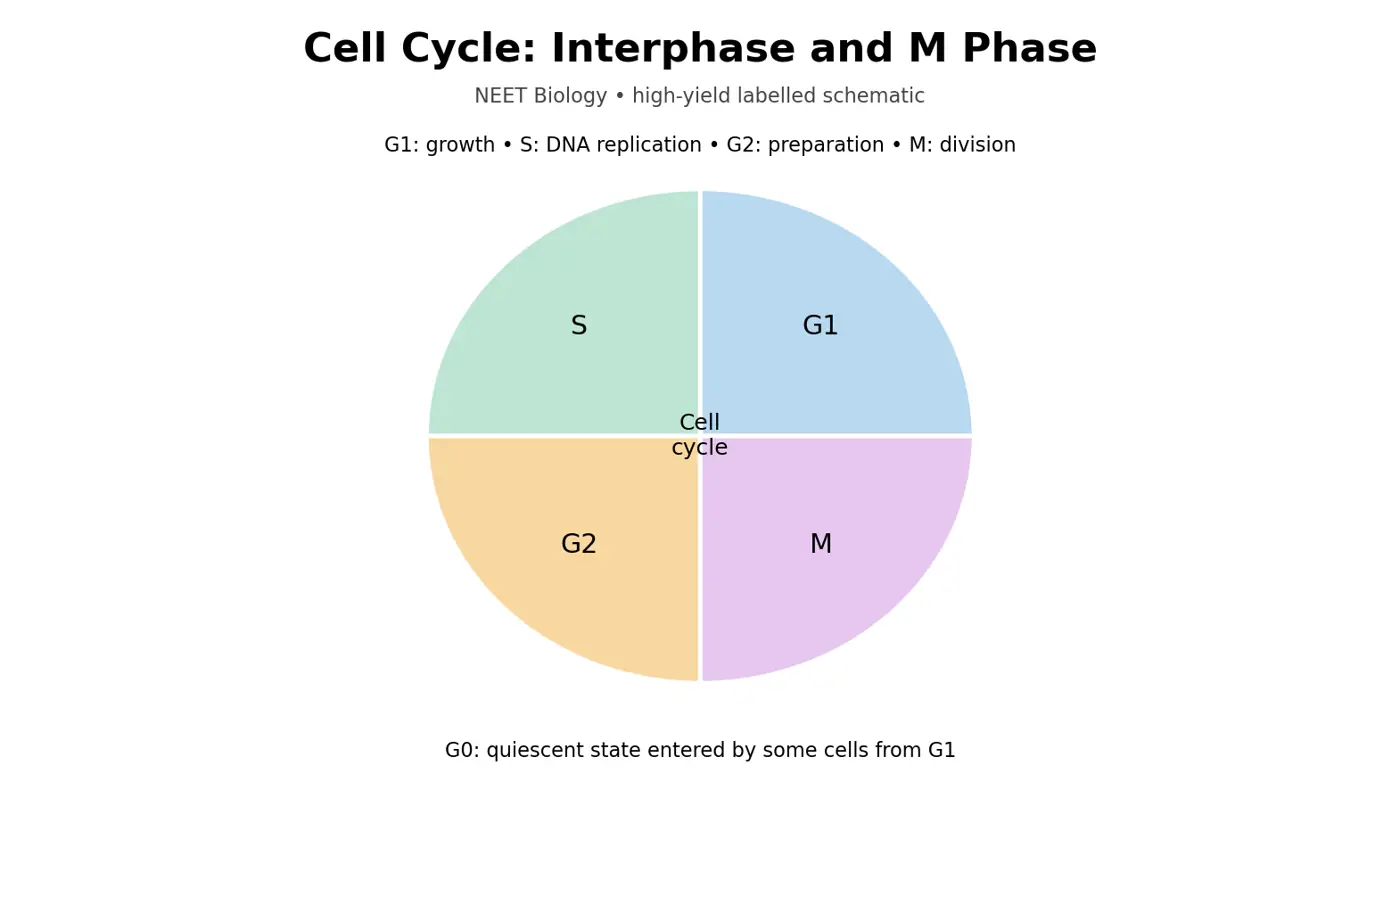 Cell Cycle: Interphase and M Phase
NEET Biology • high-yield labelled schematic
G1: growth • S: DNA replication • G2: preparation • M: division
S
G1
Cell
cycle
G2
M
G0: quiescent state entered by some cells from G1